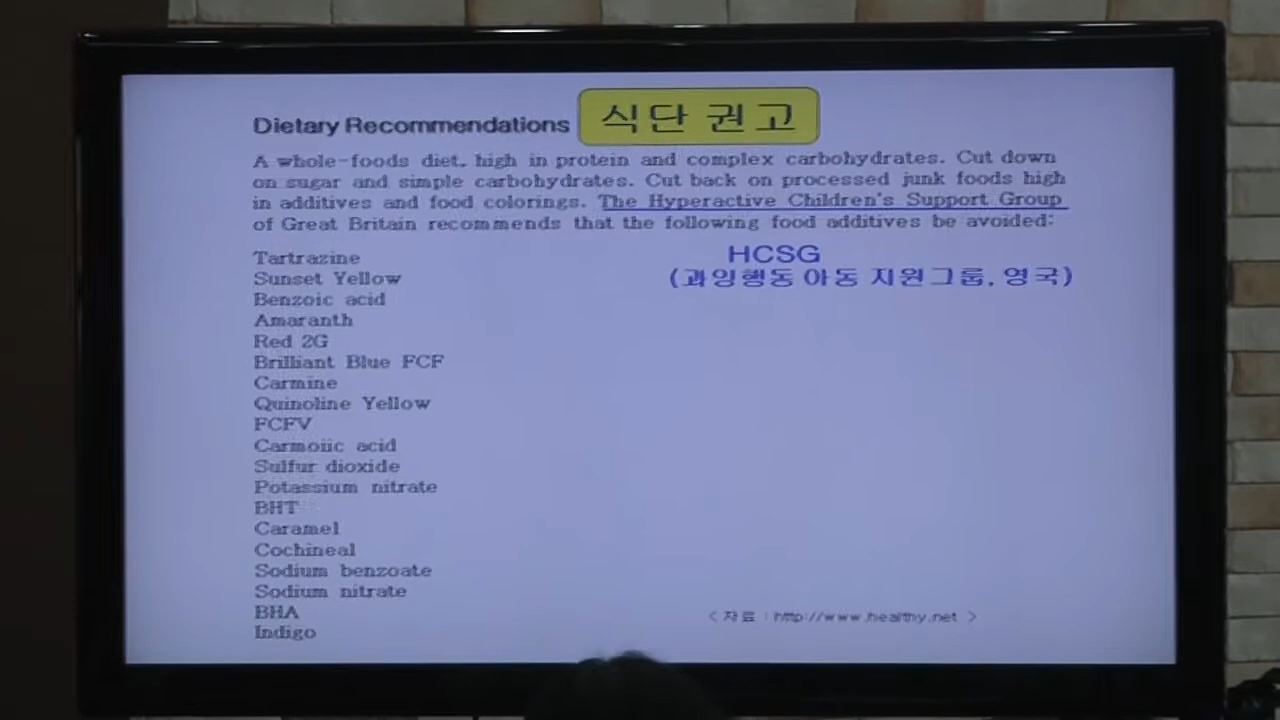 Dietary Recommendations 식단 권고
A whole-foods diet, high in protein and complex carbohydrates. Cut down
on sugar and simple carbohydrates. Cut back on processed junk foods high
in additives and food colorings. The Hyperactive Children's Support Group
of Great Britain recommends that the following food additives be avoided:
HCSG
(과잉행동 아동 지원그룹, 영국)
Tartrazine
Sunset Yellow
Benzoic acid
Amaranth
Red 2G
Brilliant Blue FCF
Carmine
Quinoline Yellow
FCFV
Carmoiic acid
Sulfur dioxide
Potassium nitrate
BHT
Caramel
Cochineal
Sodium benzoate
Sodium nitrate
BHA
Indigo
<자료 : http://www.healthy.net >